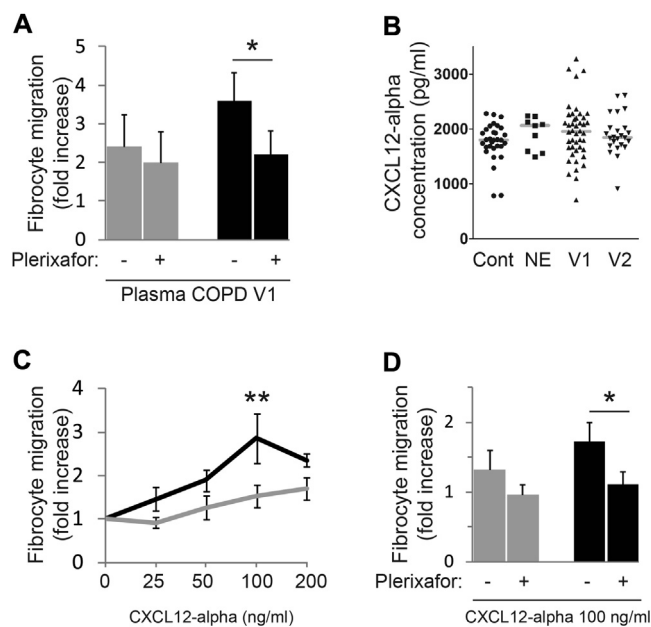 A
Fibrocyte migration
(fold increase)
5
4
3
2
1
0
*
Plerixafor: - + - +
Plasma COPD V1
B
CXCL12-alpha
concentration (pg/ml)
3000
2000
1000
0
Cont NE V1 V2
C
Fibrocyte migration
(fold increase)
4
3
2
1
0
**
0 25 50 100 200
CXCL12-alpha (ng/ml)
D
Fibrocyte migration
(fold increase)
2
1
0
*
Plerixafor: - + - +
CXCL12-alpha 100 ng/ml